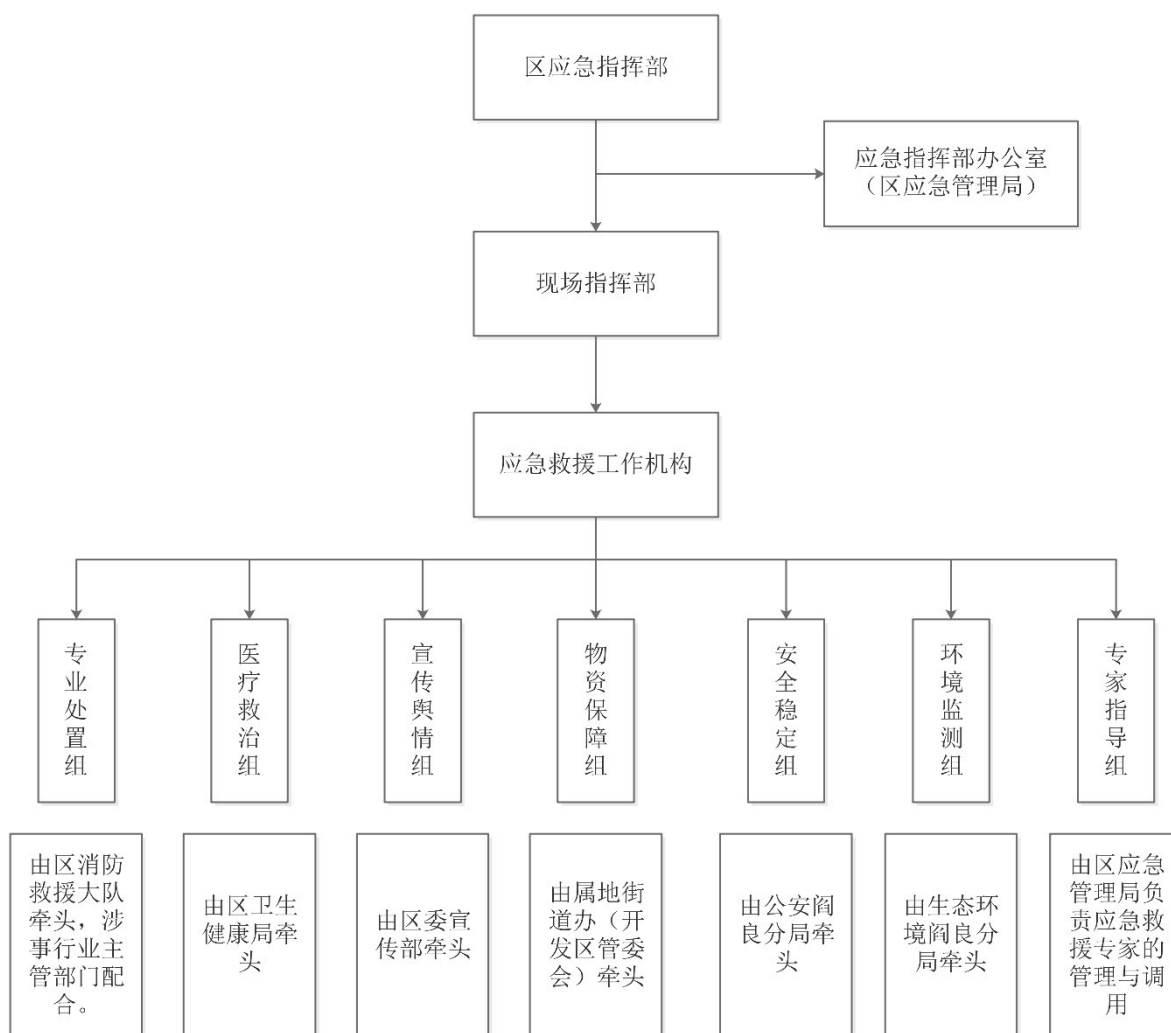 区应急指挥部
应急指挥部办公室
（区应急管理局）
现场指挥部
应急救援工作机构
专业处置组
医疗救治组
宣传舆情组
物资保障组
安全稳定组
环境监测组
专家指导组
由区消防
救援大队
牵头，涉
事行业主
管部门配
合。
由区卫生
健康局牵
头
由区委宣
传部牵头
由属地街
道办（开
发区管委
会）牵头
由公安阎
良分局牵
头
由生态环
境阎良分
局牵头
由区应急
管理局负
责应急救
援专家的
管理与调
用